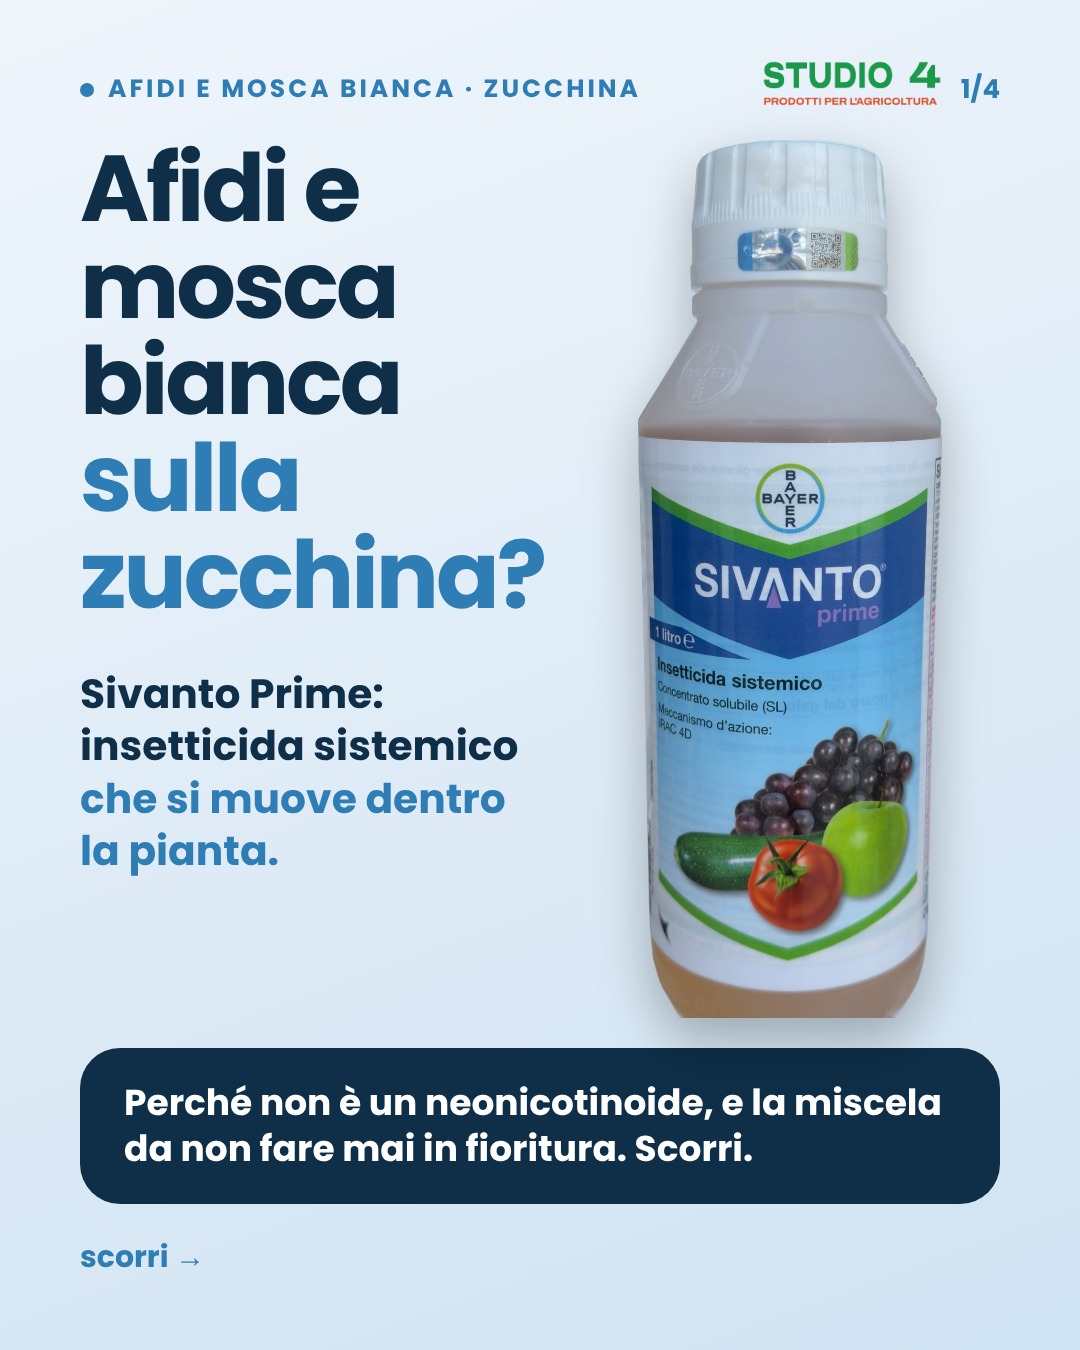 AFIDI E MOSCA BIANCA · ZUCCHINA
STUDIO 4
PRODOTTI PER L'AGRICOLTURA
1/4
Afidi e
mosca
bianca
sulla
zucchina?
Sivanto Prime:
insetticida sistemico
che si muove dentro
la pianta.
BAYER
BAYER
SIVANTO®
prime
1 litro ℮
Insetticida sistemico
Concentrato solubile (SL)
Meccanismo d'azione:
IRAC 4D
Perché non è un neonicotinoide, e la miscela
da non fare mai in fioritura. Scorri.
scorri →